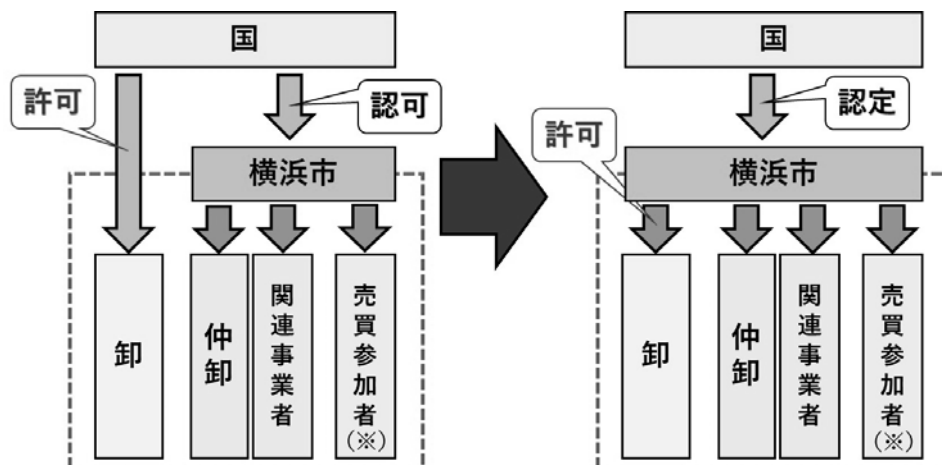 国
許可
認可
横浜市
卸
仲卸
関連事業者
売買参加者
(※)
国
認定
許可
横浜市
卸
仲卸
関連事業者
売買参加者
(※)